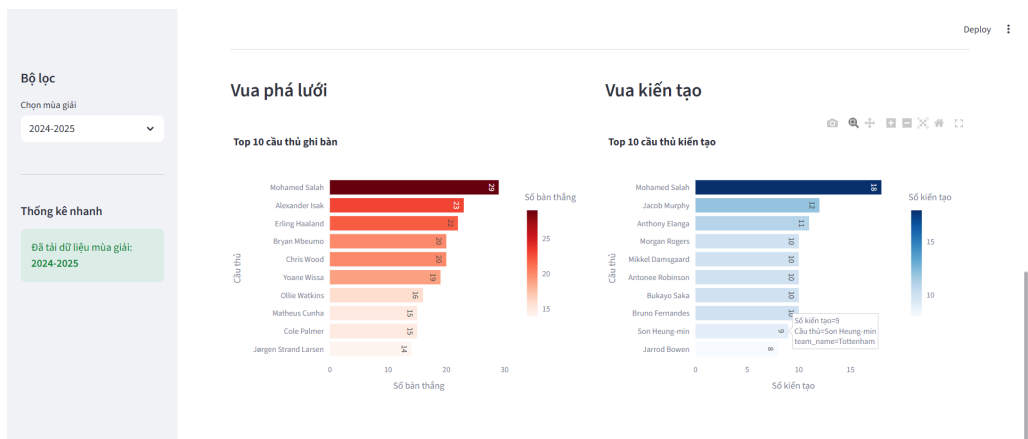 Deploy
Bộ lọc
Chọn mùa giải
2024-2025
Thống kê nhanh
Đã tải dữ liệu mùa giải:
2024-2025
Vua phá lưới
Top 10 cầu thủ ghi bàn
Cầu thủ
Mohamed Salah 29
Alexander Isak 23
Erling Haaland 22
Bryan Mbeumo 20
Chris Wood 20
Yoane Wissa 19
Ollie Watkins 16
Matheus Cunha 15
Cole Palmer 15
Jørgen Strand Larsen 14
0 10 20 30
Số bàn thắng
Số bàn thắng
25
20
15
Vua kiến tạo
Top 10 cầu thủ kiến tạo
Cầu thủ
Mohamed Salah 18
Jacob Murphy 12
Anthony Elanga 11
Morgan Rogers 10
Mikkel Damsgaard 10
Antonee Robinson 10
Bukayo Saka 10
Bruno Fernandes 10
Son Heung-min 9
Jarrod Bowen 8
Số kiến tạo=9
Cầu thủ=Son Heung-min
team_name=Tottenham
0 5 10 15
Số kiến tạo
Số kiến tạo
15
10